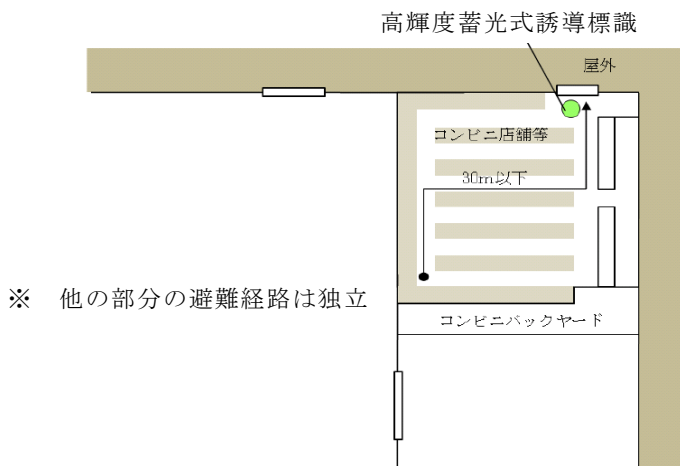 高輝度蓄光式誘導標識
屋外
コンビニ店舗等
30m以下
※　他の部分の避難経路は独立
コンビニバックヤード